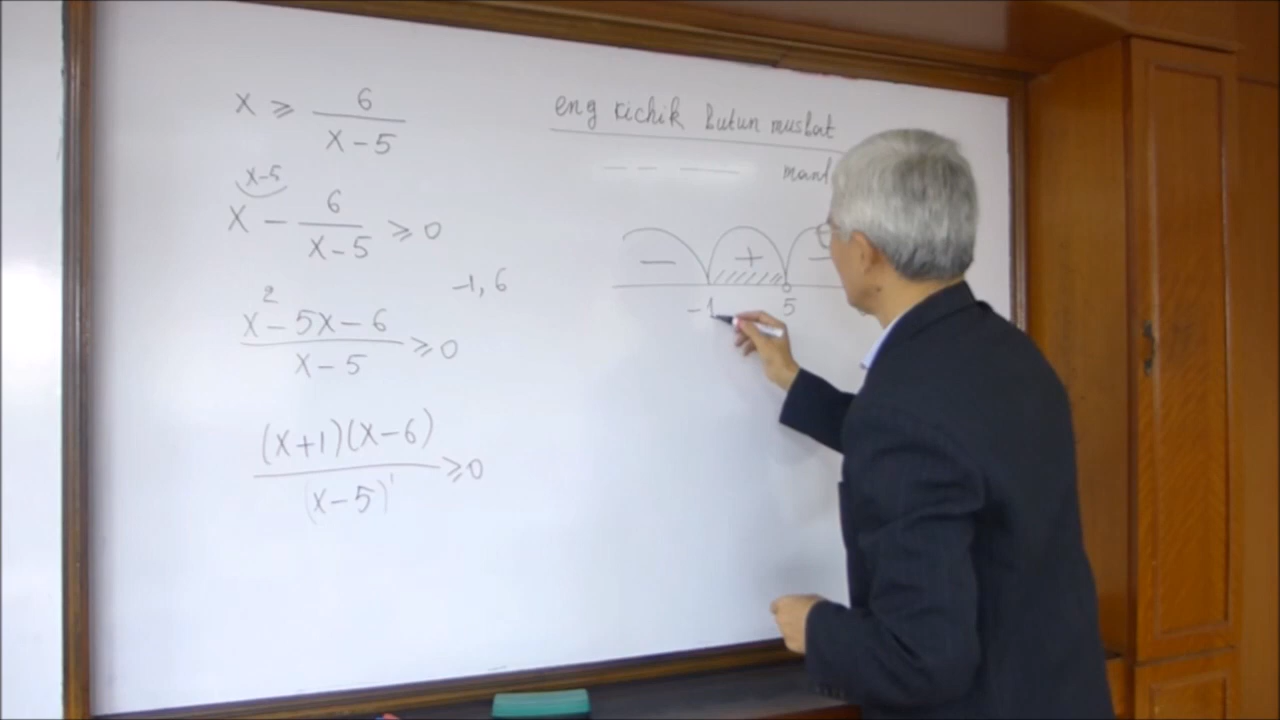 x ≥ 6/(x-5)
x-5
x - 6/(x-5) ≥ 0
-1, 6
(x²-5x-6)/(x-5) ≥ 0
((x+1)(x-6))/(x-5)¹ ≥ 0
eng kichik butun musbat
- + -
-1 5